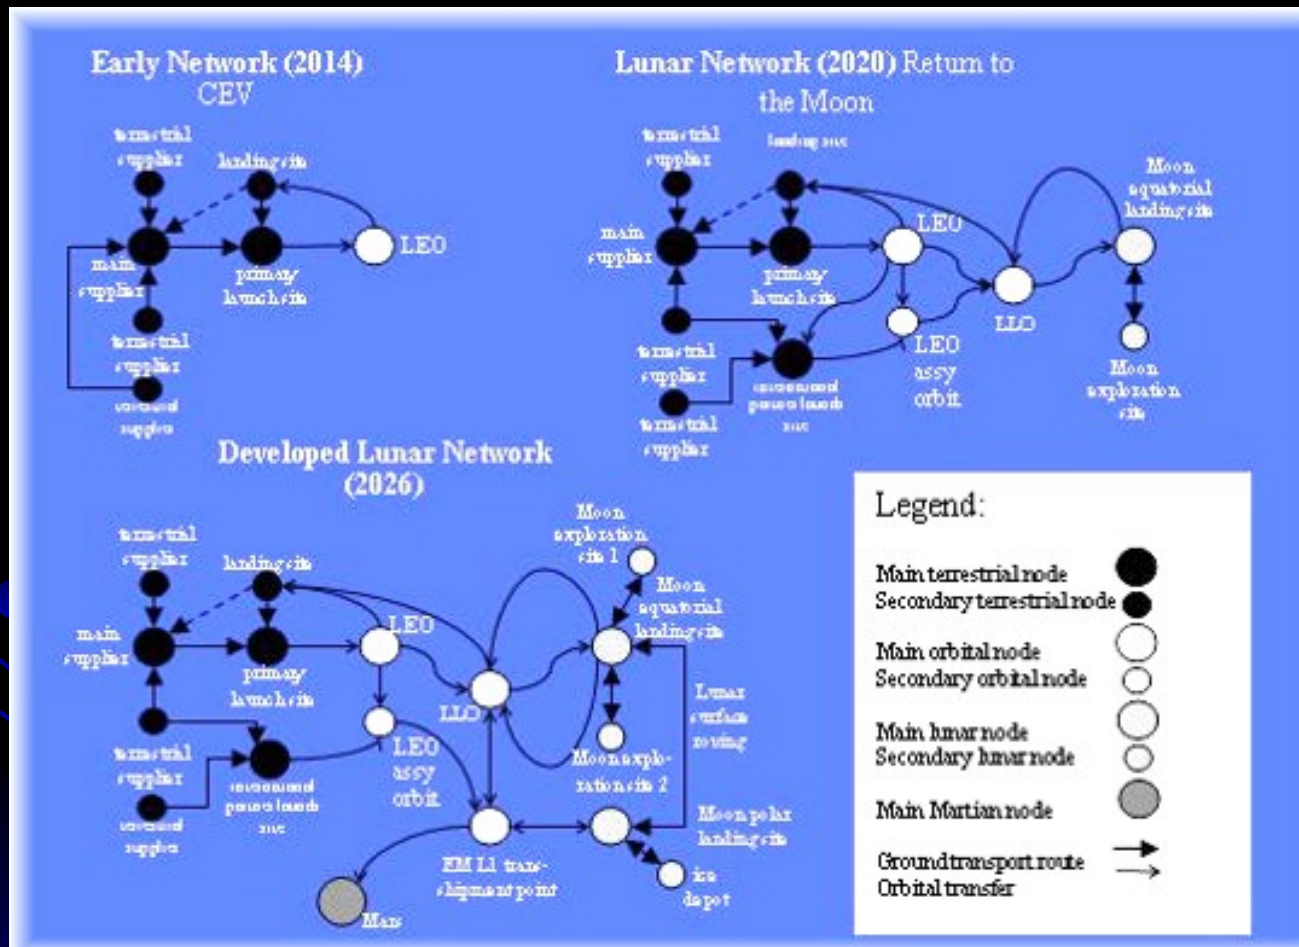 Early Network (2014)
CEV
terrestrial
supplier
landing site
main
supplier
primary
launch site
LEO
terrestrial
supplier
supplier
Lunar Network (2020) Return to
the Moon
terrestrial
supplier
landing site
main
supplier
primary
launch site
LEO
LLO
Moon
equatorial
landing site
terrestrial
supplier
LEO
assy
orbit
Moon
exploration
site
terrestrial
supplier
Developed Lunar Network
(2026)
terrestrial
supplier
landing site
Moon
exploration
site 1
Moon
equatorial
landing site
main
supplier
primary
launch site
LEO
LLO
Lunar
surface
roving
terrestrial
supplier
LEO
assy
orbit
Moon explo-
ration site 2
supplier
Moon polar
landing site
EM L1 trans-
shipment point
ice
depot
Mars
Legend:
Main terrestrial node
Secondary terrestrial node
Main orbital node
Secondary orbital node
Main lunar node
Secondary lunar node
Main Martian node
Ground transport route
Orbital transfer